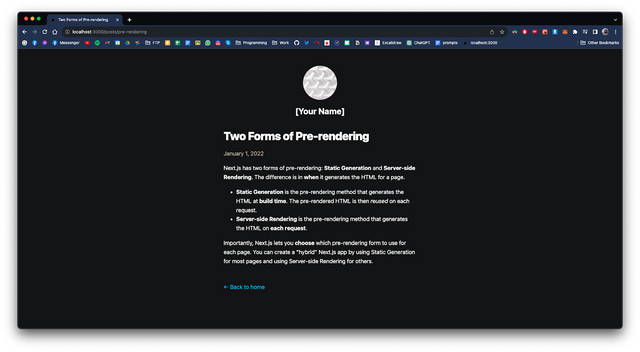 Two Forms of Pre-rendering
localhost:3000/posts/pre-rendering
Messenger FTP Programming Work Excalidraw ChatGPT prompts localhost:3000 Other Bookmarks
[Your Name]
Two Forms of Pre-rendering
January 1, 2022
Next.js has two forms of pre-rendering: Static Generation and Server-side
Rendering. The difference is in when it generates the HTML for a page.
• Static Generation is the pre-rendering method that generates the
HTML at build time. The pre-rendered HTML is then reused on each
request.
• Server-side Rendering is the pre-rendering method that generates
the HTML on each request.
Importantly, Next.js lets you choose which pre-rendering form to use for
each page. You can create a "hybrid" Next.js app by using Static Generation
for most pages and using Server-side Rendering for others.
← Back to home